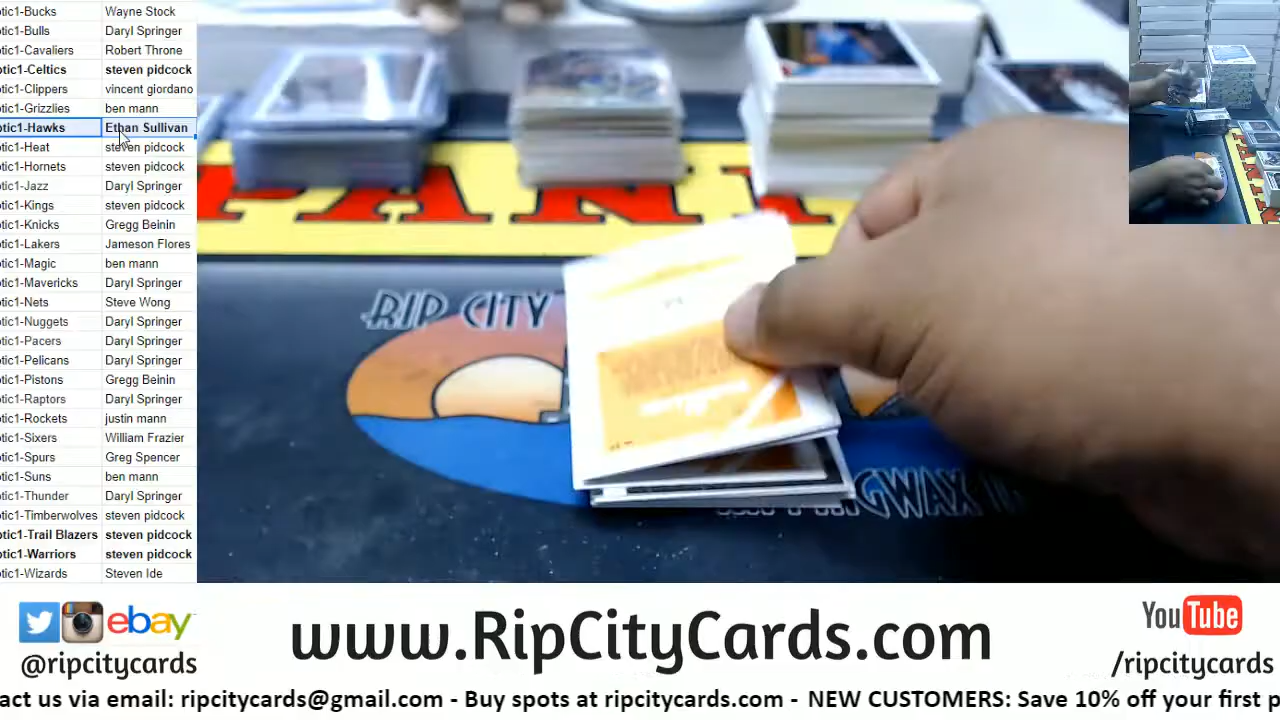 otic1-Bucks Wayne Stock
otic1-Bulls Daryl Springer
otic1-Cavaliers Robert Throne
otic1-Celtics steven pidcock
otic1-Clippers vincent giordano
otic1-Grizzlies ben mann
otic1-Hawks Ethan Sullivan
otic1-Heat steven pidcock
otic1-Hornets steven pidcock
otic1-Jazz Daryl Springer
otic1-Kings steven pidcock
otic1-Knicks Gregg Beinin
otic1-Lakers Jameson Flores
otic1-Magic ben mann
otic1-Mavericks Daryl Springer
otic1-Nets Steve Wong
otic1-Nuggets Daryl Springer
otic1-Pacers Daryl Springer
otic1-Pelicans Daryl Springer
otic1-Pistons Gregg Beinin
otic1-Raptors Daryl Springer
otic1-Rockets justin mann
otic1-Sixers William Frazier
otic1-Spurs Greg Spencer
otic1-Suns ben mann
otic1-Thunder Daryl Springer
otic1-Timberwolves steven pidcock
otic1-Trail Blazers steven pidcock
otic1-Warriors steven pidcock
otic1-Wizards Steven Ide
PANI
RIP CITY
GWAX
ebay
@ripcitycards
www.RipCityCards.com
YouTube
/ripcitycards
act us via email: ripcitycards@gmail.com - Buy spots at ripcitycards.com - NEW CUSTOMERS: Save 10% off your first p